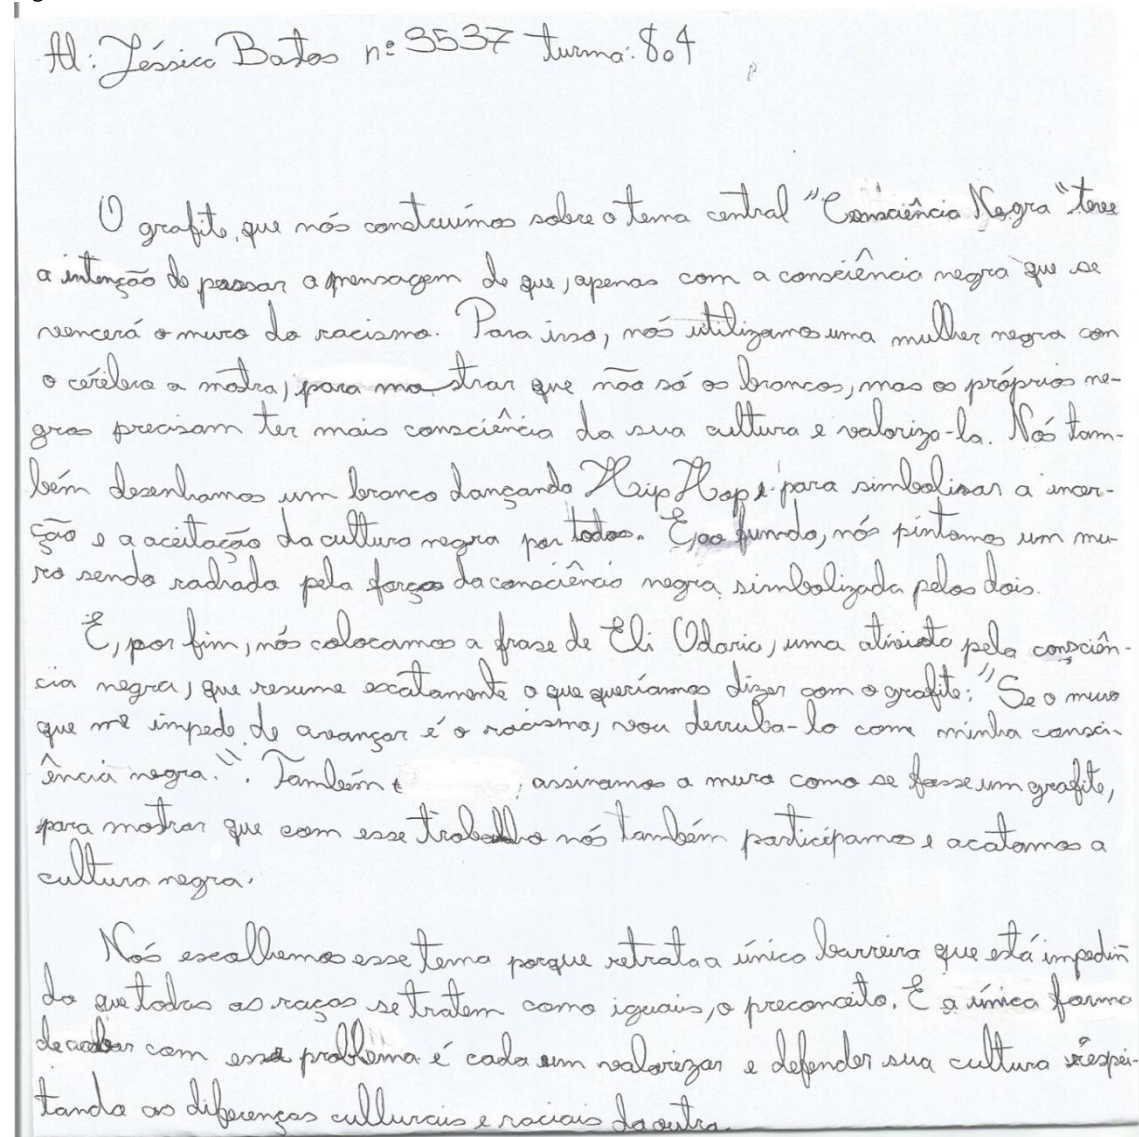 Al: Jéssica Bastos nº 3537 turma: 8.4
O grafite, que nós construímos sobre o tema central "Consciência Negra" teve
a intenção de passar a mensagem de que, apenas com a consciência negra que se
vencerá o muro do racismo. Para isso, nós utilizamos uma mulher negra con
o cérebro a mostra, para mostrar que não só os brancos, mas os próprios ne-
gros precisam ter mais consciência da sua cultura e valoriza-la. Nós tam-
bém desenhamos um branco dançando Hip Hop para simbolisar a incer-
ção e a aceitação da cultura negra por todos. E, ao fundo, nós pintamos um mu-
ro sendo rachado pela força da consciência negra, simbolizada pelos dois.
E, por fim, nós colocamos a frase de Eli Odara, uma ativista pela consciên-
cia negra, que resume escatamente o que queríamos dizer com o grafite: "Se o muro
que me impede de avançar é o racismo, vou derruba-lo com minha consci-
ência negra.". Também, assinamos a muro como se fosse um grafite,
para mostrar que com esse trabalho nós também participamos e acatamos a
cultura negra.
Nós escolhemos esse tema porque retrata a única barreira que está impedin
do que todas as raças se tratem como iguais, o preconceito. E a única forma
de acabar com esse problema é cada um valorizar e defender sua cultura respei-
tando as diferenças culturais e raciais do outro.